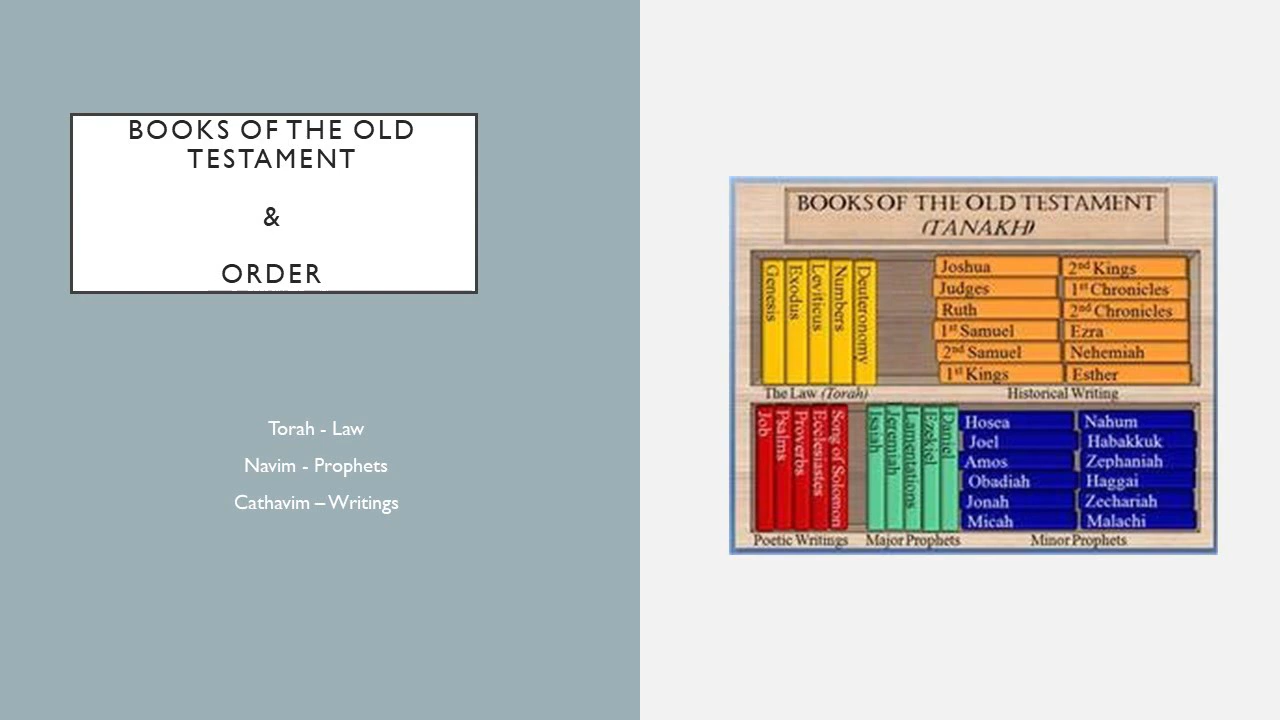 BOOKS OF THE OLD
TESTAMENT
&
ORDER
Torah - Law
Navim - Prophets
Cathavim – Writings
BOOKS OF THE OLD TESTAMENT
(TANAKH)
Genesis
Exodus
Leviticus
Numbers
Deuteronomy
The Law (Torah)
Joshua
Judges
Ruth
1st Samuel
2nd Samuel
1st Kings
2nd Kings
1st Chronicles
2nd Chronicles
Ezra
Nehemiah
Esther
Historical Writing
Job
Psalms
Proverbs
Ecclesiastes
Song of Solomon
Poetic Writings
Isaiah
Jeremiah
Lamentations
Ezekiel
Daniel
Major Prophets
Hosea
Joel
Amos
Obadiah
Jonah
Micah
Nahum
Habakkuk
Zephaniah
Haggai
Zechariah
Malachi
Minor Prophets